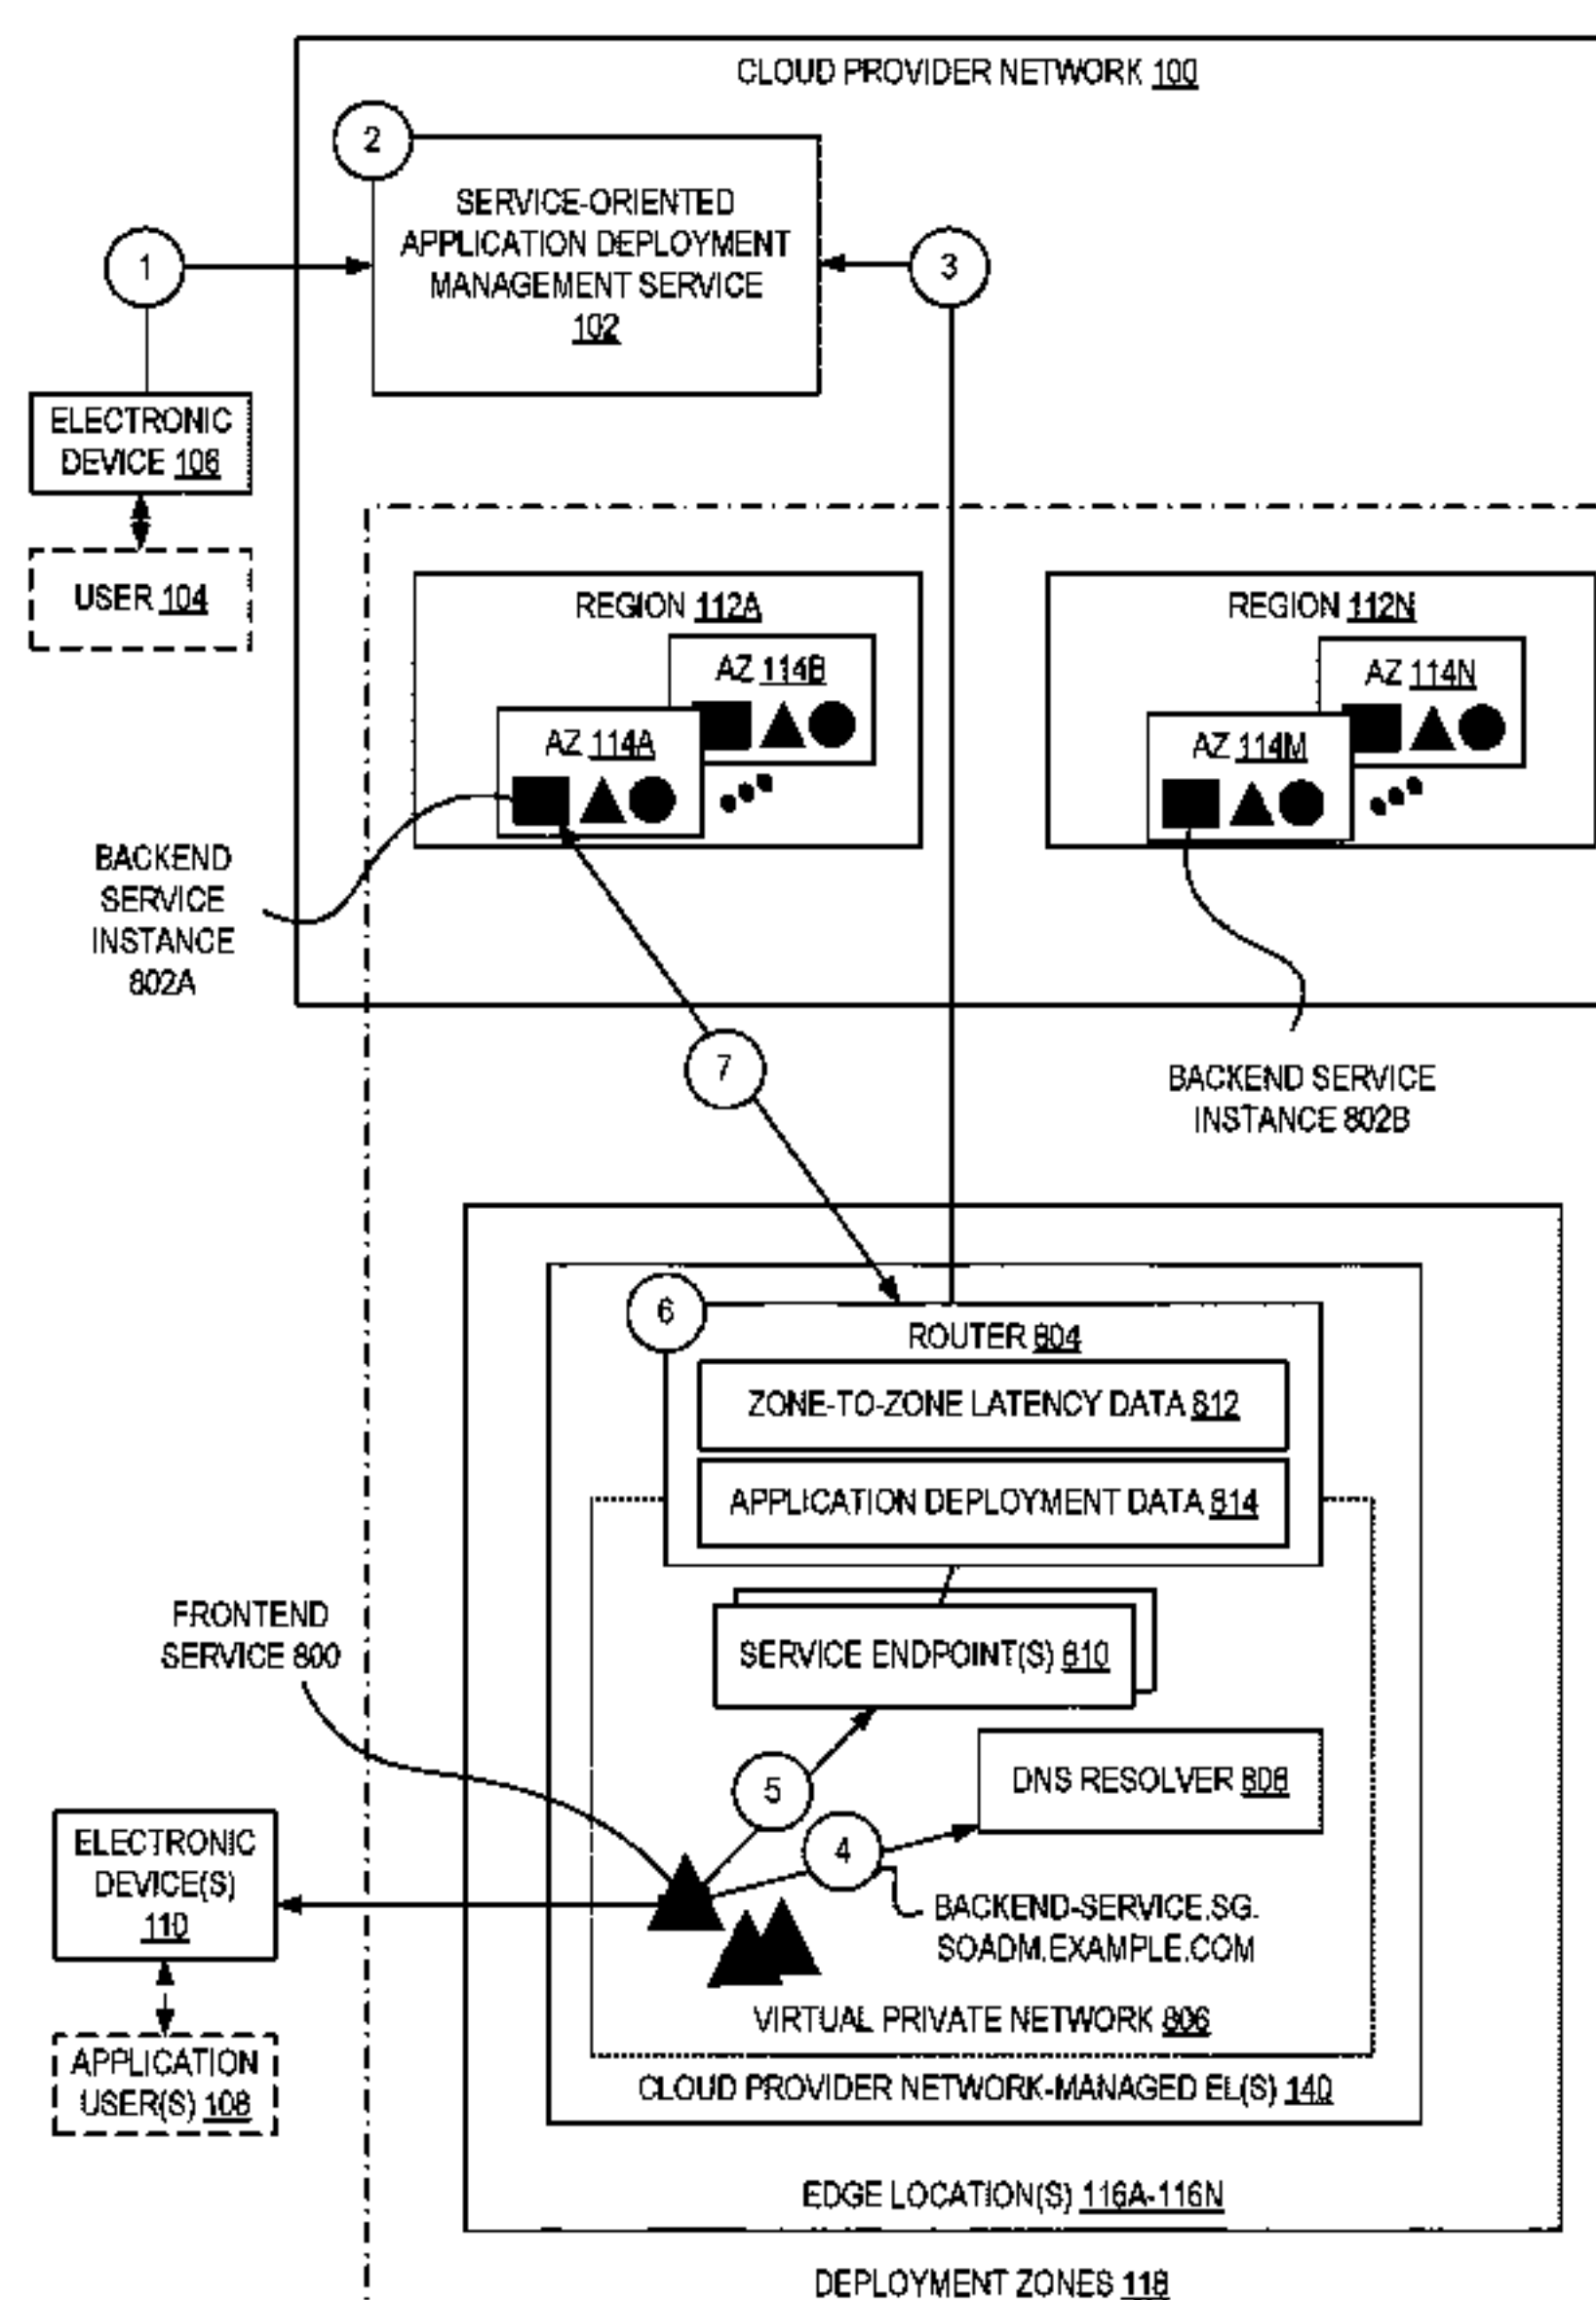 CLOUD PROVIDER NETWORK 100
2
SERVICE-ORIENTED
APPLICATION DEPLOYMENT
MANAGEMENT SERVICE
102
1
3
ELECTRONIC
DEVICE 106
USER 104
REGION 112A
AZ 114B
AZ 114A
REGION 112N
AZ 114N
AZ 114M
BACKEND
SERVICE
INSTANCE
802A
7
BACKEND SERVICE
INSTANCE 802B
6
ROUTER 804
ZONE-TO-ZONE LATENCY DATA 812
APPLICATION DEPLOYMENT DATA 814
FRONTEND
SERVICE 800
SERVICE ENDPOINT(S) 810
5
DNS RESOLVER 808
4
ELECTRONIC
DEVICE(S)
110
BACKEND-SERVICE.SG.
SOADM.EXAMPLE.COM
VIRTUAL PRIVATE NETWORK 806
APPLICATION
USER(S) 108
CLOUD PROVIDER NETWORK-MANAGED EL(S) 140
EDGE LOCATION(S) 116A-116N
DEPLOYMENT ZONES 118